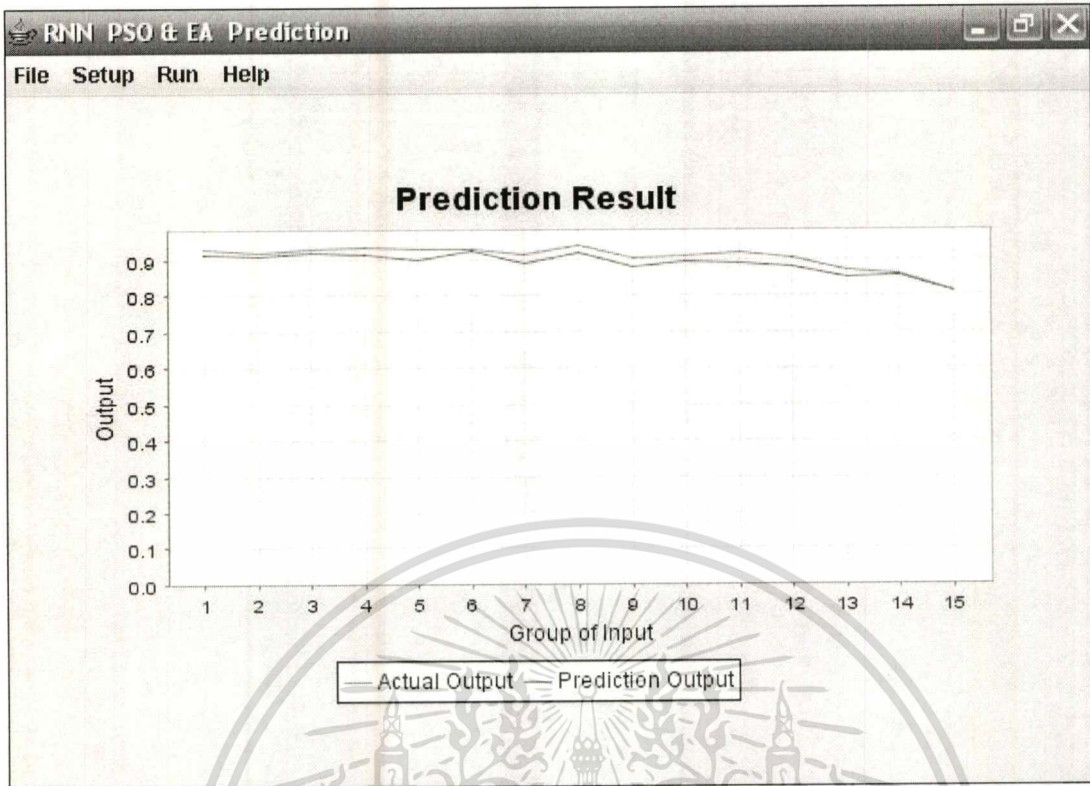 RNN PSO & EA Prediction
File Setup Run Help
Prediction Result
Output
0.9
0.8
0.7
0.6
0.5
0.4
0.3
0.2
0.1
0.0
1 2 3 4 5 6 7 8 9 10 11 12 13 14 15
Group of Input
Actual Output Prediction Output